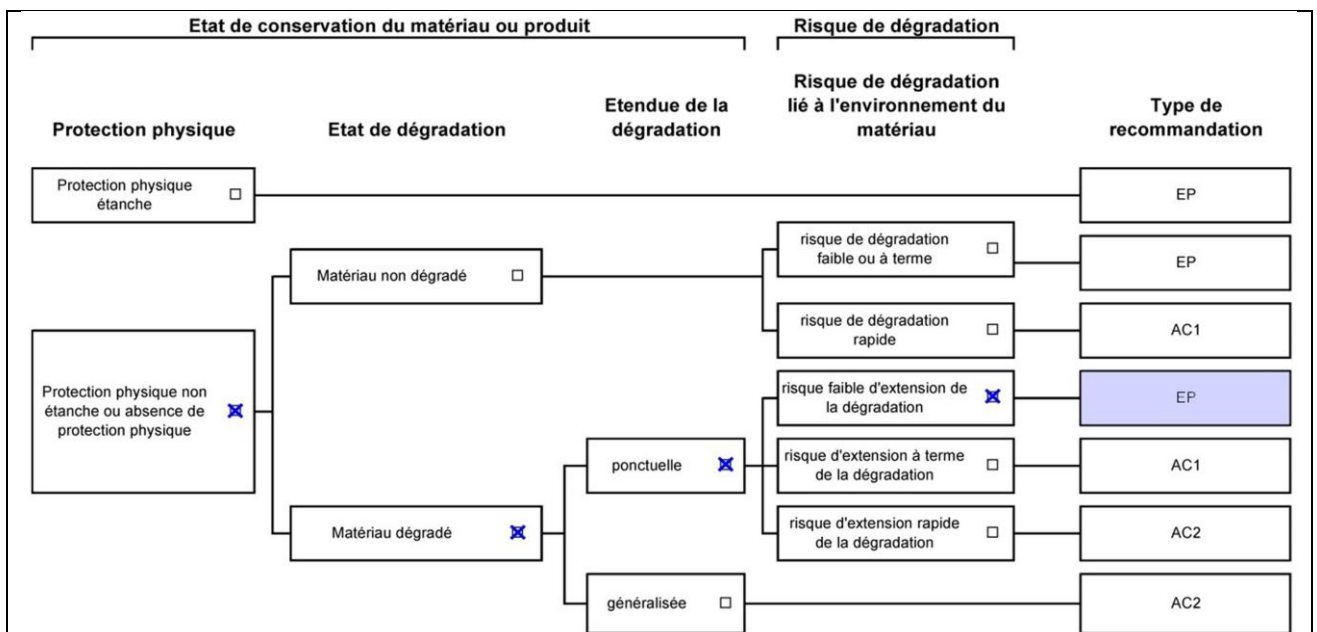 Etat de conservation du matériau ou produit
Risque de dégradation
Protection physique
Etat de dégradation
Etendue de la
dégradation
Risque de dégradation
lié à l'environnement du
matériau
Type de
recommandation
Protection physique
étanche
EP
Matériau non dégradé
risque de dégradation
faible ou à terme
EP
risque de dégradation
rapide
AC1
Protection physique non
étanche ou absence de
protection physique
risque faible d'extension de
la dégradation
EP
ponctuelle
risque d'extension à terme
de la dégradation
AC1
Matériau dégradé
risque d'extension rapide
de la dégradation
AC2
généralisée
AC2